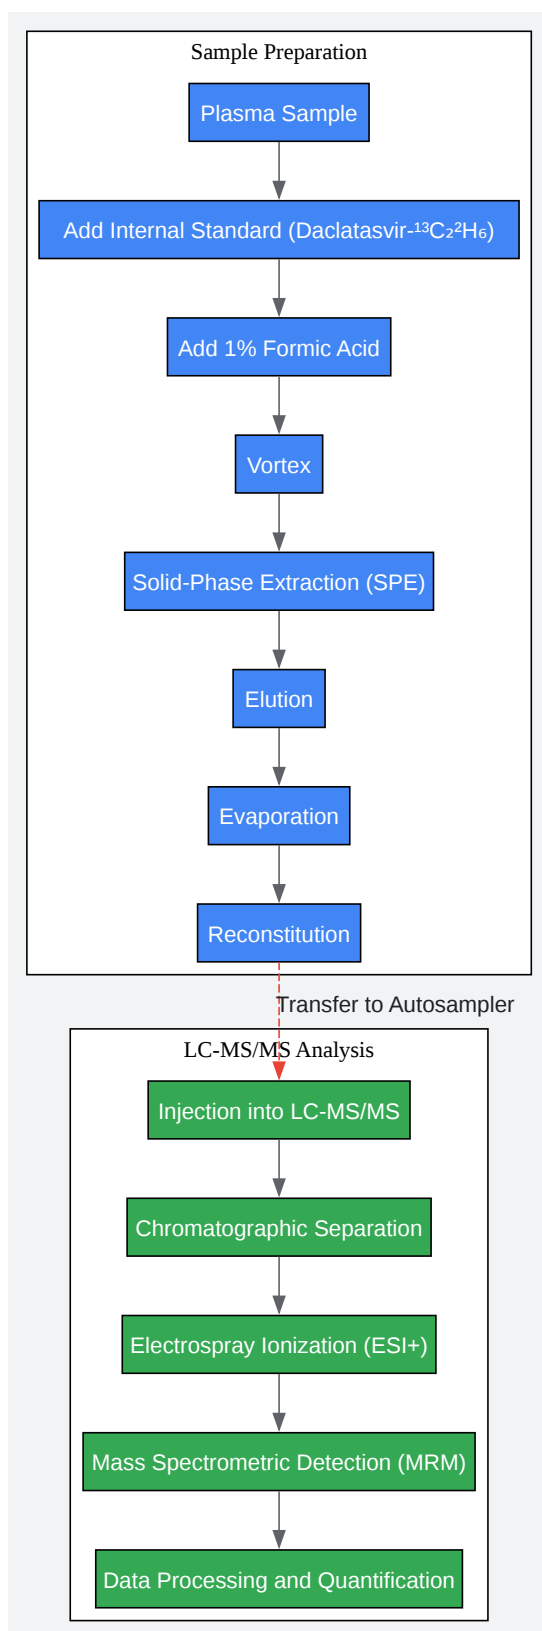 Sample Preparation
Plasma Sample
Add Internal Standard (Daclatasvir-¹³C₂²H₆)
Add 1% Formic Acid
Vortex
Solid-Phase Extraction (SPE)
Elution
Evaporation
Reconstitution
Transfer to Autosampler
LC-MS/MS Analysis
Injection into LC-MS/MS
Chromatographic Separation
Electrospray Ionization (ESI+)
Mass Spectrometric Detection (MRM)
Data Processing and Quantification